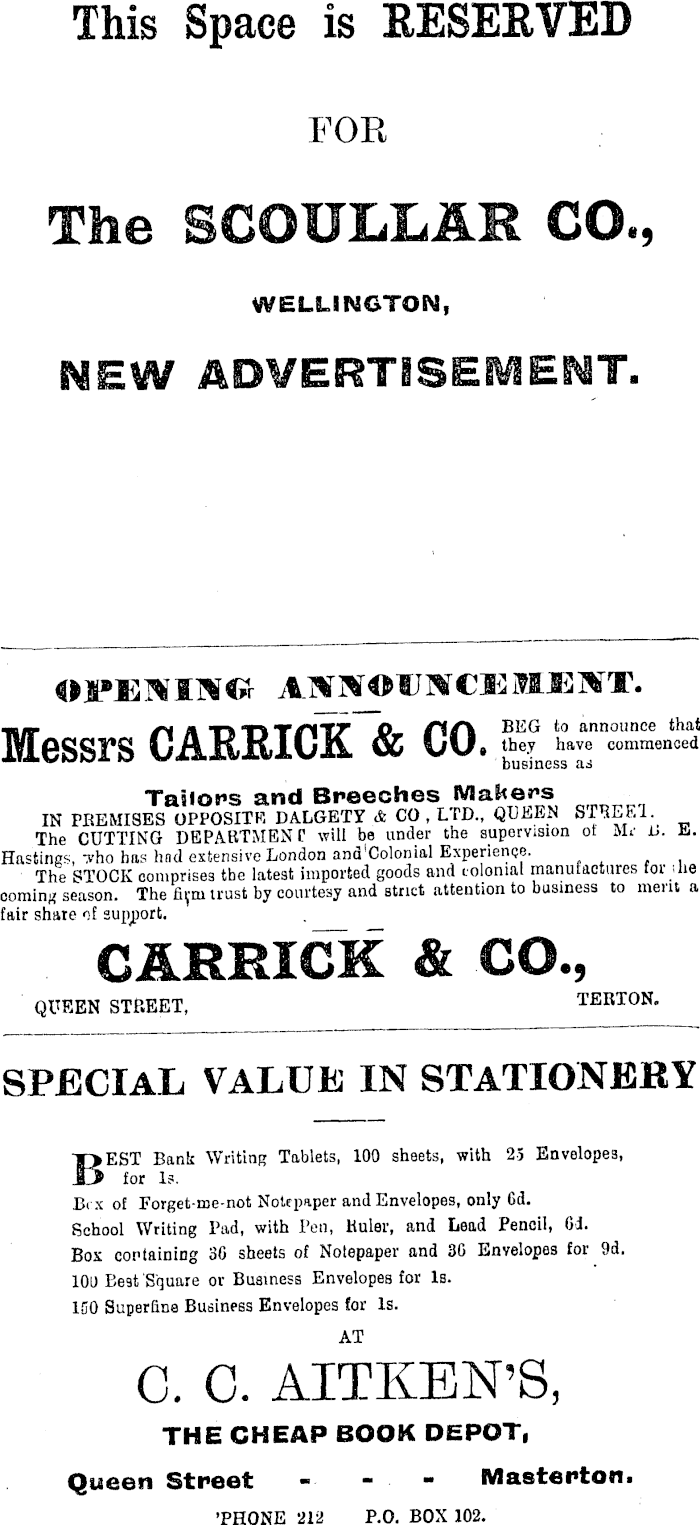 This Space is RESERVED
FOR
The SCOULLAR CO.,
WELLINGTON,
NEW ADVERTISEMENT.
OPENING ANNOUNCEMENT.
Messrs CARRICK & CO. BEG to announce that
they have commenced
business as
Tailors and Breeches Makers
IN PREMISES OPPOSITE DALGETY & CO, LTD., QUEEN STREET.
The CUTTING DEPARTMENT will be under the supervision of Mr E.
Hastings, who has had extensive London and Colonial Experience.
The STOCK comprises the latest imported goods and colonial manufactures for the
coming season. The firm trust by courtesy and strict attention to business to merit a
fair share of support.
CARRICK & CO.,
QUEEN STREET, TERTON.
SPECIAL VALUE IN STATIONERY
BEST Bank Writing Tablets, 100 sheets, with 25 Envelopes,
for 1s.
Box of Forget-me-not Notepaper and Envelopes, only 6d.
School Writing Pad, with Pen, Ruler, and Lead Pencil, 6d.
Box containing 36 sheets of Notepaper and 36 Envelopes for 9d.
100 Best Square or Business Envelopes for 1s.
150 Superfine Business Envelopes for 1s.
AT
C. C. AITKEN'S,
THE CHEAP BOOK DEPOT,
Queen Street - - - Masterton.
'PHONE 212 P.O. BOX 102.